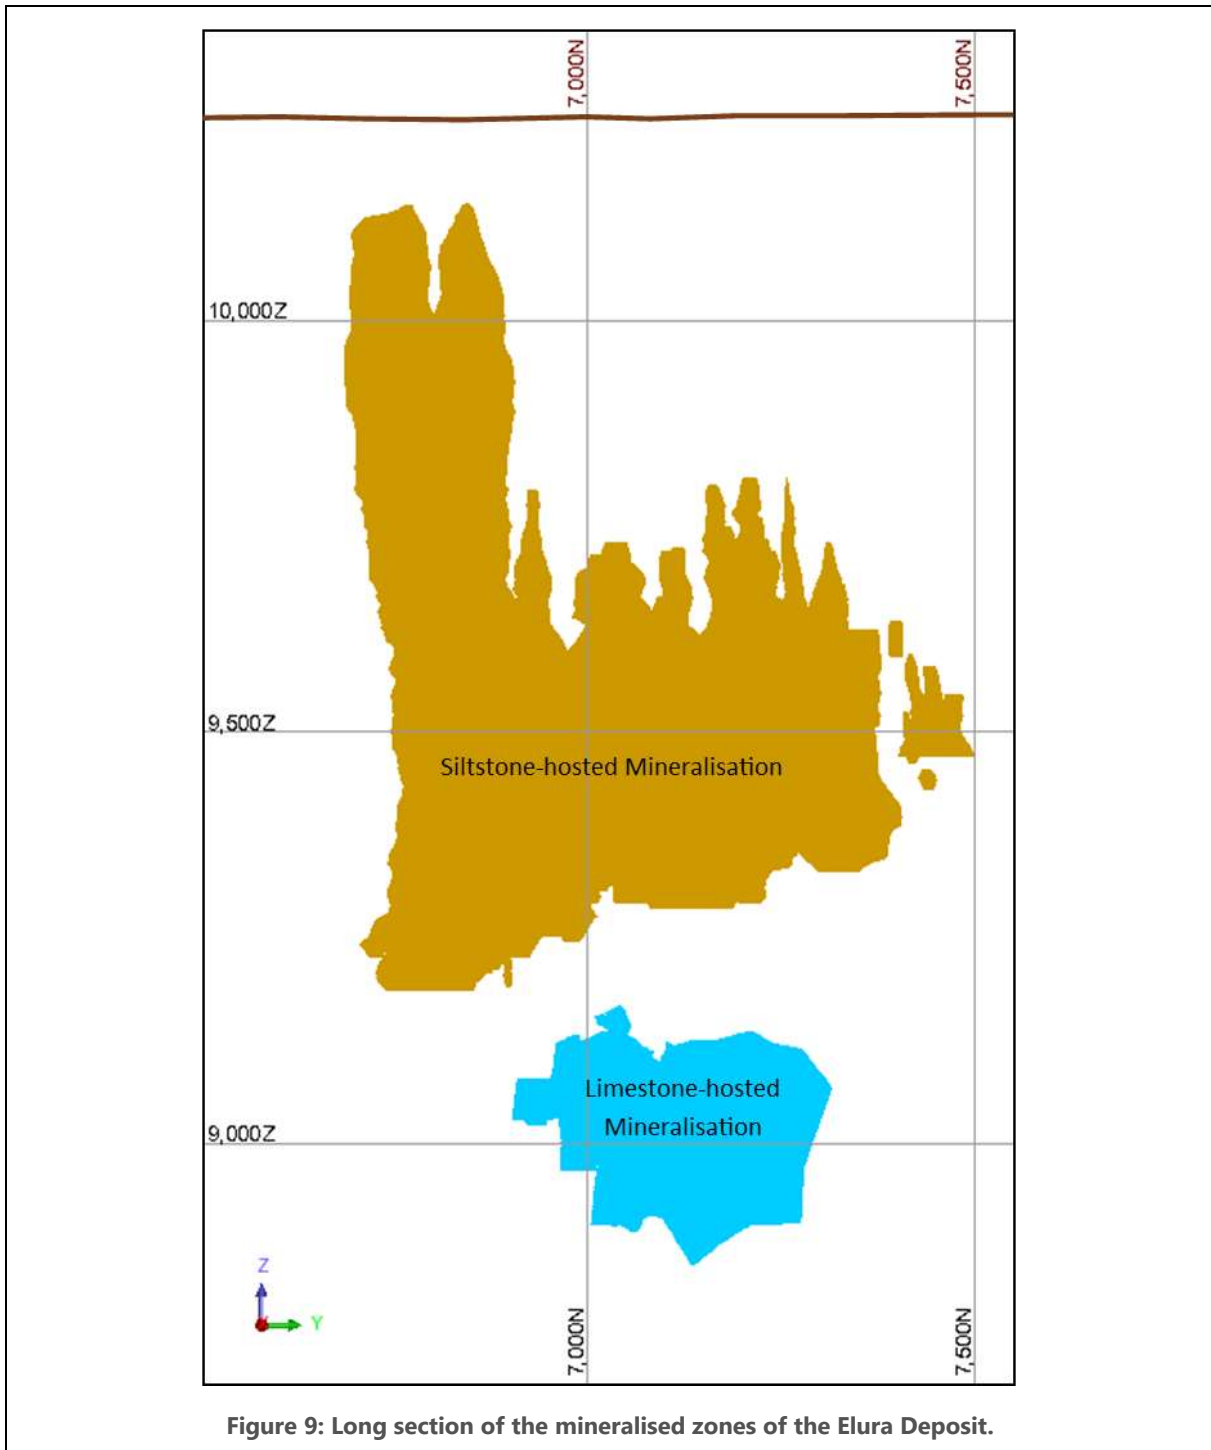 7,000N
7,500N
10,000Z
9,500Z
Siltstone-hosted Mineralisation
Limestone-hosted
Mineralisation
9,000Z
Z
Y
7,000N
7,500N
Figure 9: Long section of the mineralised zones of the Elura Deposit.